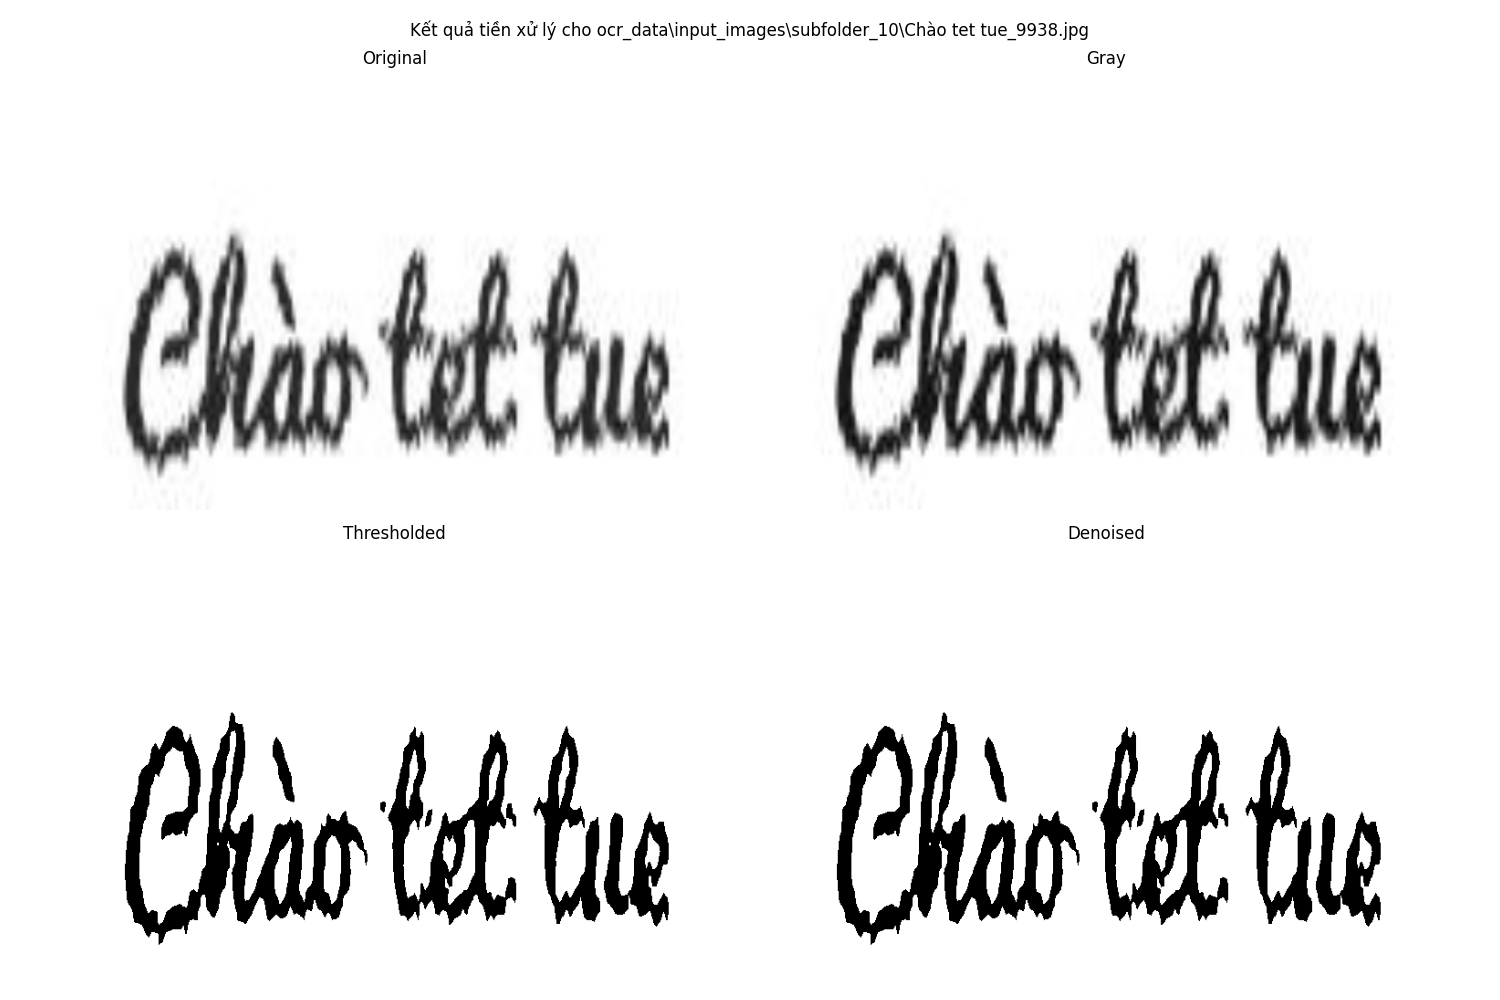 Kết quả tiền xử lý cho ocr_data\input_images\subfolder_10\Chào tet tue_9938.jpg
Original
Gray
Chào tet tue
Chào tet tue
Thresholded
Denoised
Chào tet tue
Chào tet tue